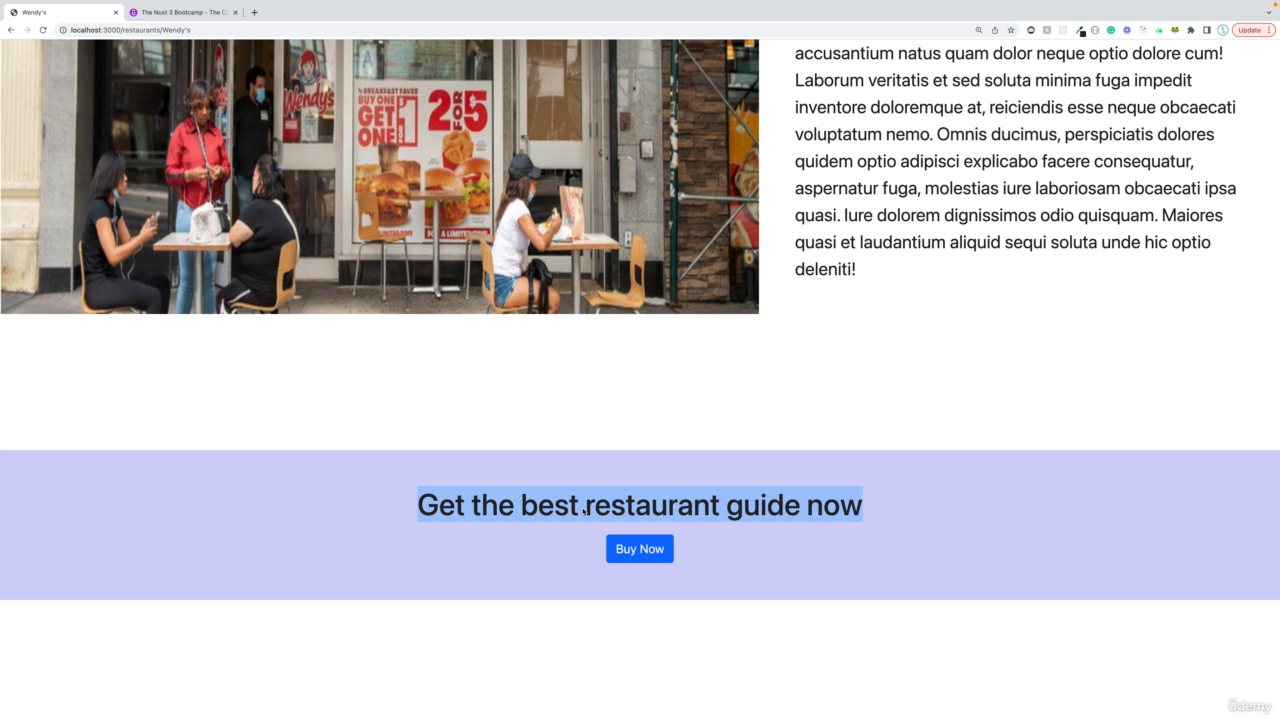 Wendy's
The Nuxt 3 Bootcamp - The C
localhost:3000/restaurants/Wendy's
Update
accusantium natus quam dolor neque optio dolore cum!
Laborum veritatis et sed soluta minima fuga impedit
inventore doloremque at, reiciendis esse neque obcaecati
voluptatum nemo. Omnis ducimus, perspiciatis dolores
quidem optio adipisci explicabo facere consequatur,
aspernatur fuga, molestias iure laboriosam obcaecati ipsa
quasi. Iure dolorem dignissimos odio quisquam. Maiores
quasi et laudantium aliquid sequi soluta unde hic optio
deleniti!
Wendy's
BREAKFAST FAVES
BUY ONE
GET
ONE
FOR
1
2 FOR 5
A
Get the best restaurant guide now
Buy Now
ûdemy